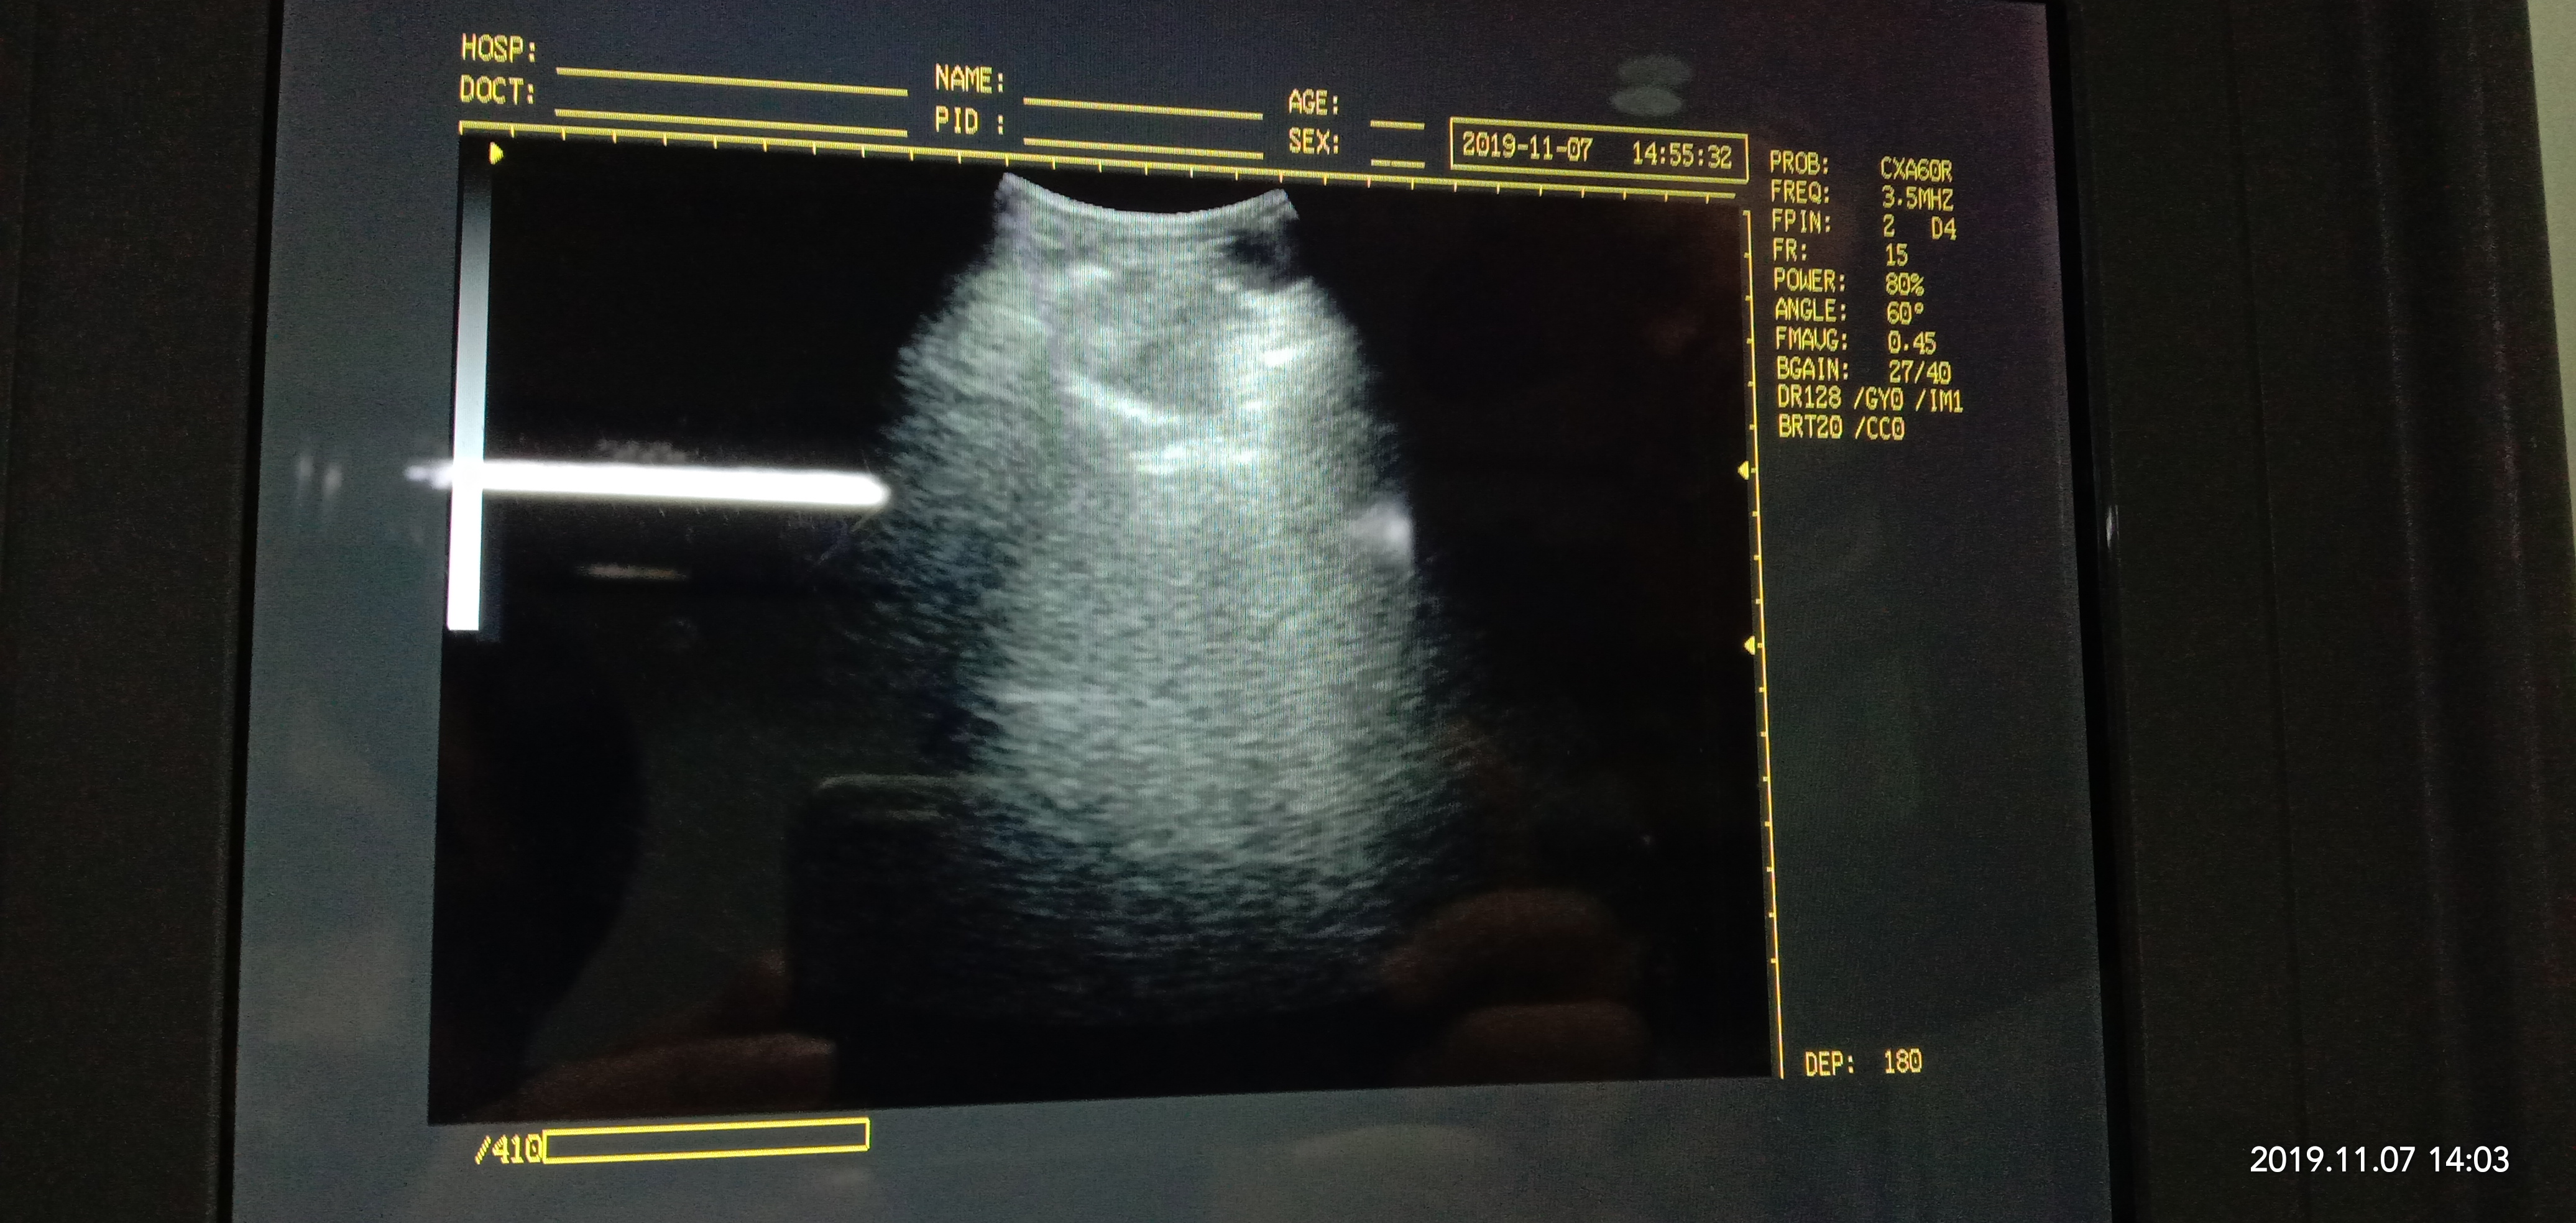 HOSP:
DOCT:
NAME:
PID :
AGE:
SEX:
2019-11-07 14:55:32
PROB: CXA60R
FREQ: 3.5MHZ
FPIN: 2 D4
FR: 15
POWER: 80%
ANGLE: 60°
FMAVG: 0.45
BGAIN: 27/40
DR128 /GY0 /IM1
BRT20 /CC0
DEP: 180
/410
2019.11.07 14:03